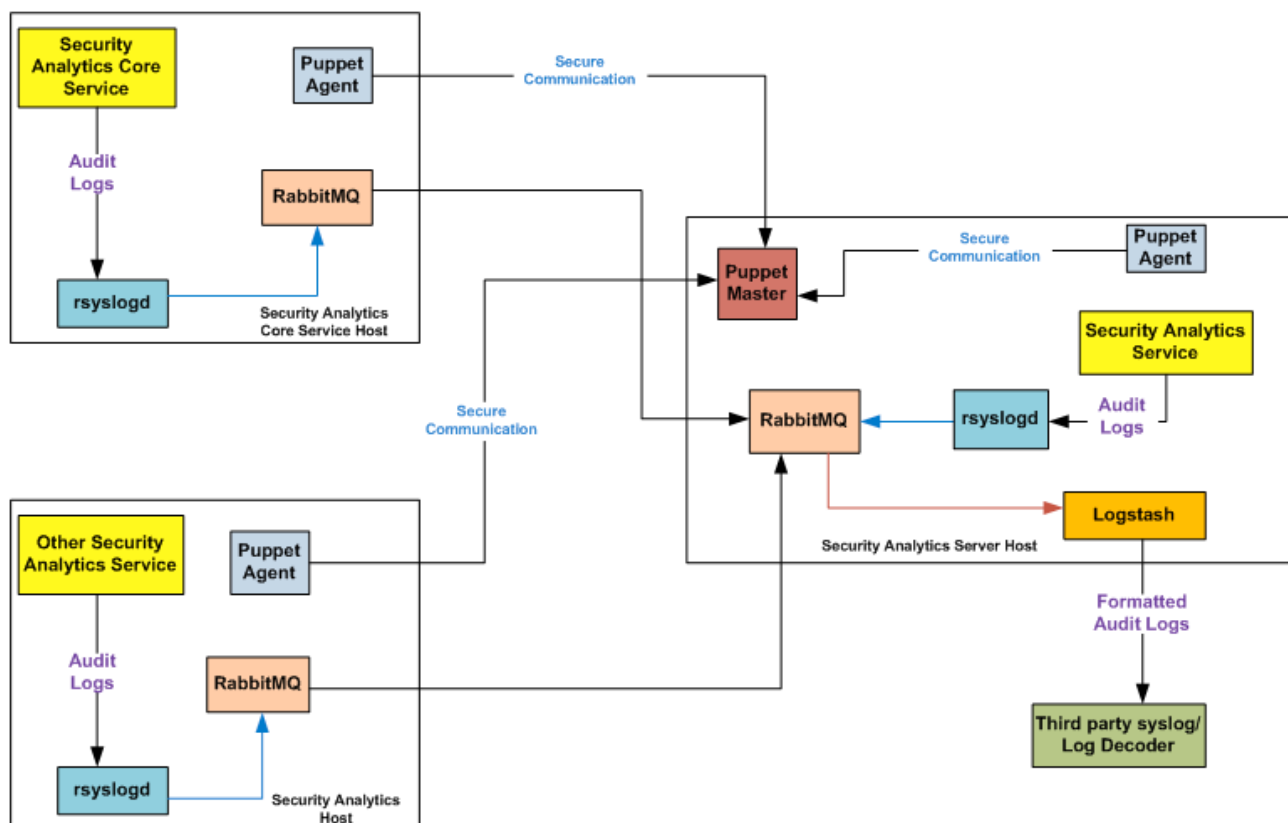 Security
Analytics Core
Service
Puppet
Agent
Secure
Communication
Audit
Logs
RabbitMQ
rsyslogd
Security Analytics
Core Service Host
Puppet
Master
Secure
Communication
Puppet
Agent
Security Analytics
Service
Secure
Communication
RabbitMQ
rsyslogd
Audit
Logs
Logstash
Security Analytics Server Host
Other Security
Analytics Service
Puppet
Agent
Audit
Logs
RabbitMQ
rsyslogd
Security Analytics
Host
Formatted
Audit Logs
Third party syslog/
Log Decoder